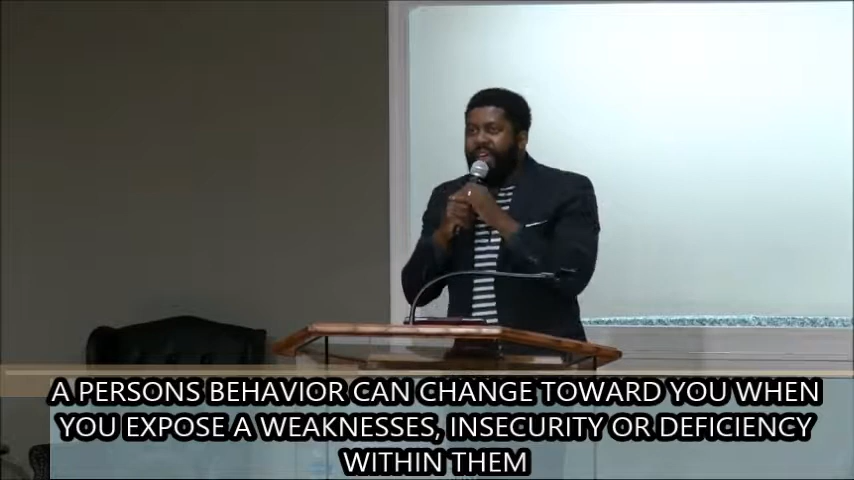 A PERSONS BEHAVIOR CAN CHANGE TOWARD YOU WHEN
YOU EXPOSE A WEAKNESSES, INSECURITY OR DEFICIENCY
WITHIN THEM